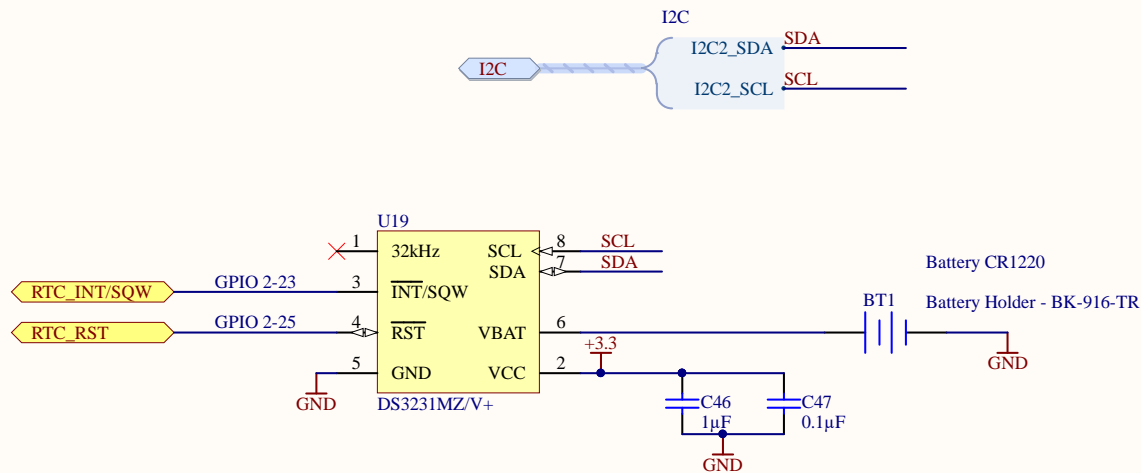 I2C
I2C
I2C2_SDA
SDA
I2C2_SCL
SCL
U19
1
32kHz
SCL
8
SCL
SDA
7
SDA
Battery CR1220
RTC_INT/SQW
GPIO 2-23
3
INT/SQW
BT1
Battery Holder - BK-916-TR
RTC_RST
GPIO 2-25
4
RST
VBAT
6
+3.3
GND
5
GND
VCC
2
GND
DS3231MZ/V+
C46
1µF
C47
0.1µF
GND